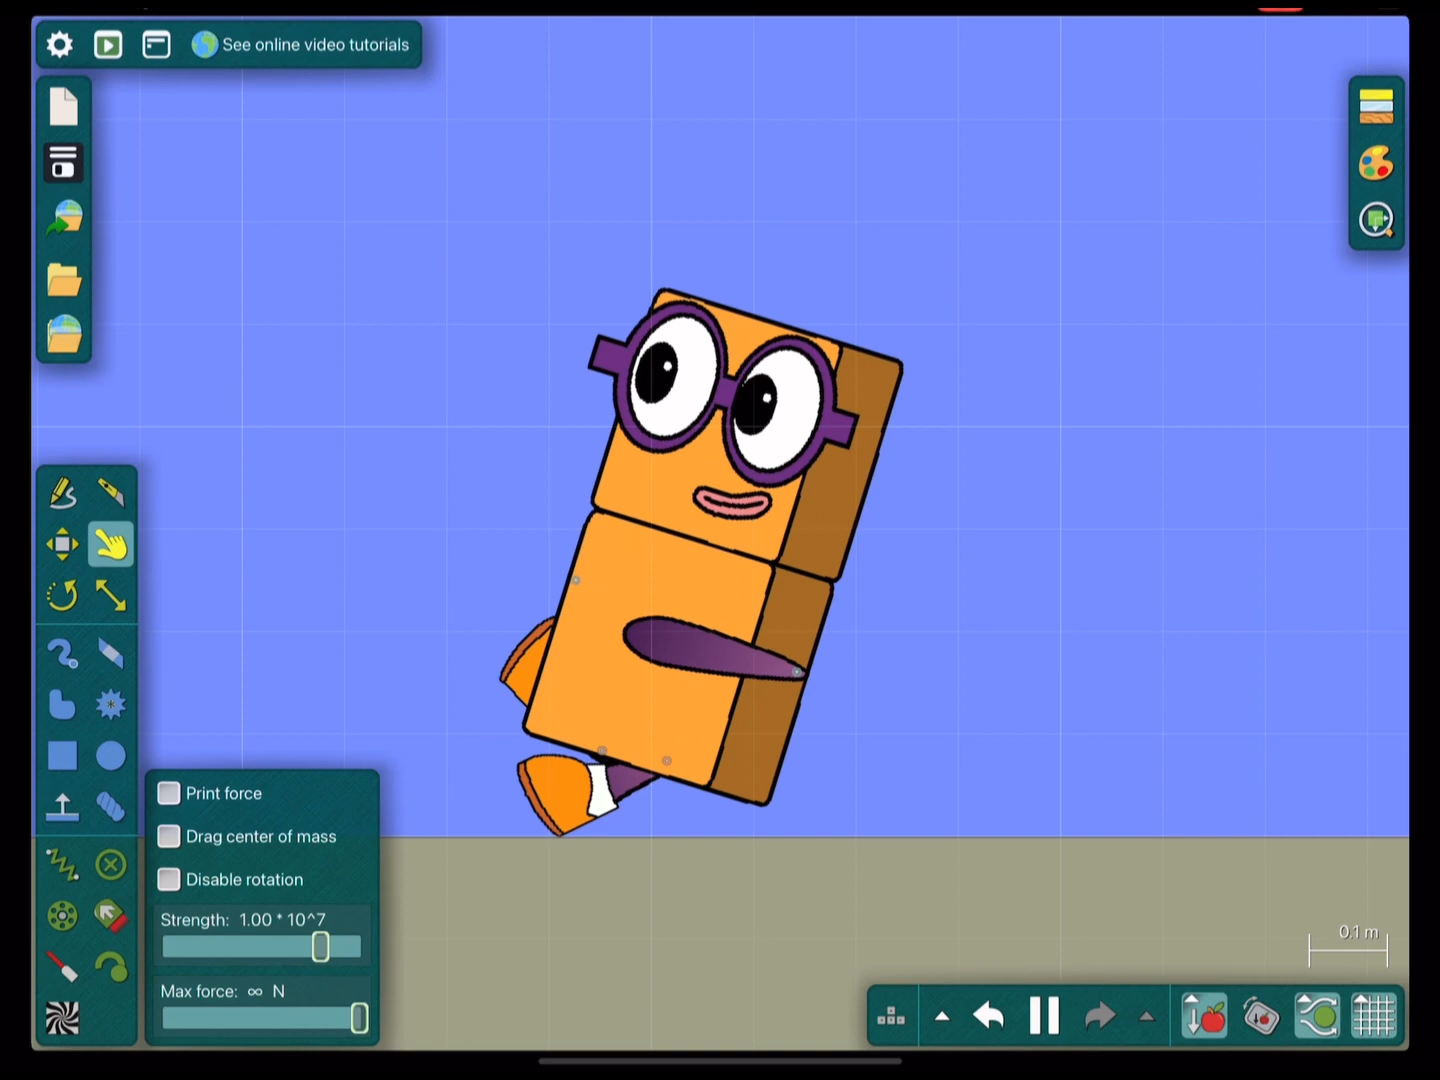 See online video tutorials
Print force
Drag center of mass
Disable rotation
Strength: 1.00 * 10^7
Max force: ∞ N
0.1 m